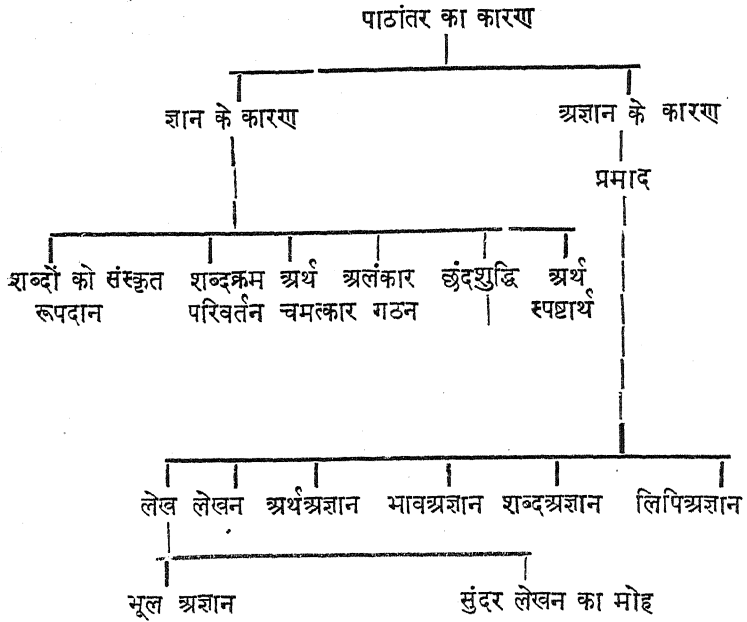 पाठांतर का कारण
ज्ञान के कारण अज्ञान के कारण
प्रमाद
शब्दों को संस्कृत शब्दक्रम अर्थ अलंकार छंदशुद्धि अर्थ
रूपदान परिवर्तन चमत्कार गठन स्पष्टार्थ
लेख लेखन अर्थअज्ञान भावअज्ञान शब्दअज्ञान लिपिअज्ञान
भूल अज्ञान सुंदर लेखन का मोह